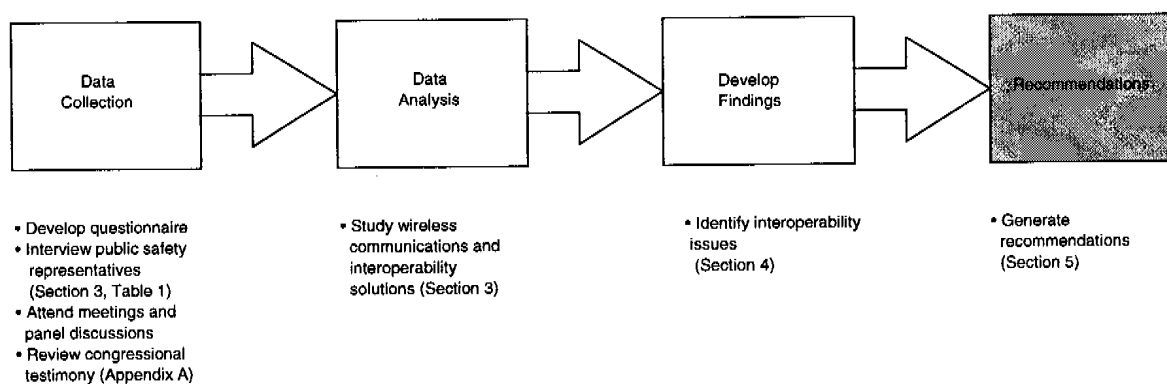 Data
Collection
Data
Analysis
Develop
Findings
Recommendations
• Develop questionnaire
• Interview public safety
representatives
(Section 3, Table 1)
• Attend meetings and
panel discussions
• Review congressional
testimony (Appendix A)
• Study wireless
communications and
interoperability
solutions (Section 3)
• Identify interoperability
issues
(Section 4)
• Generate
recommendations
(Section 5)